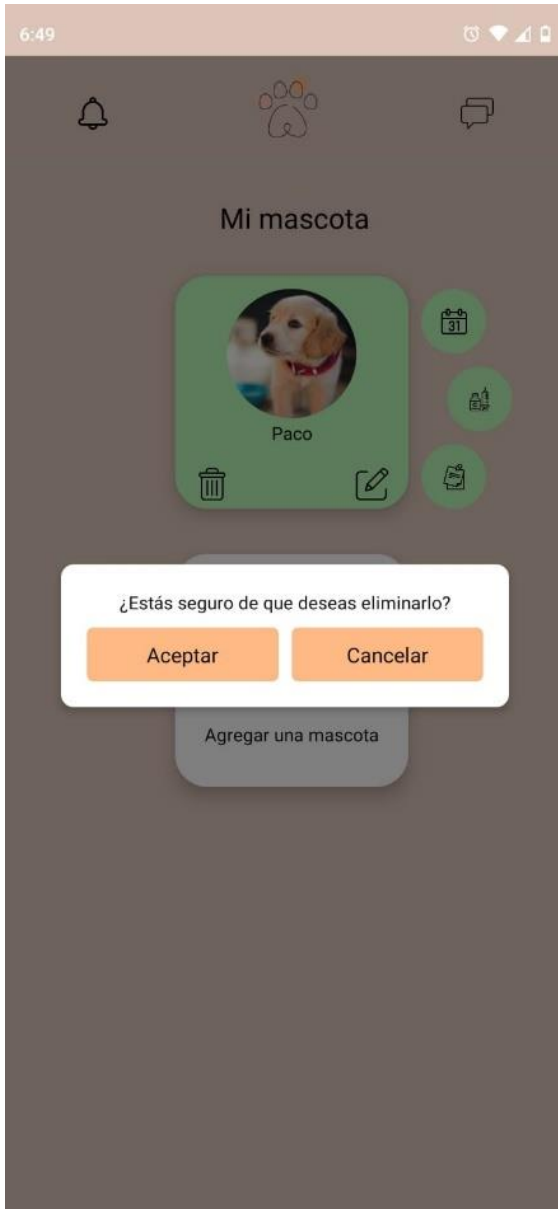 6:49
Mi mascota
31
Paco
¿Estás seguro de que deseas eliminarlo?
Aceptar
Cancelar
Agregar una mascota